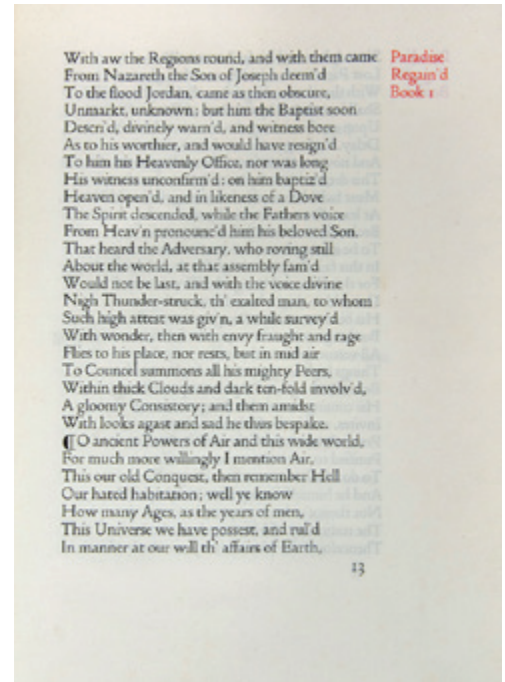 With aw the Regions round, and with them came
From Nazareth the Son of Joseph deem'd
To the flood Jordan, came as then obscure,
Unmarkt, unknown; but him the Baptist soon
Descri'd, divinely warn'd, and witness bore
As to his worthier, and would have resign'd
To him his Heavenly Office, nor was long
His witness unconfirm'd: on him baptiz'd
Heaven open'd, and in likeness of a Dove
The Spirit descended, while the Fathers voice
From Heav'n pronounc'd him his beloved Son.
That heard the Adversary, who roving still
About the world, at that assembly fam'd
Would not be last, and with the voice divine
Nigh Thunder-struck, th' exalted man, to whom
Such high attest was giv'n, a while survey'd
With wonder, then with envy fraught and rage
Flies to his place, nor rests, but in mid air
To Councel summons all his mighty Peers,
Within thick Clouds and dark ten-fold involv'd,
A gloomy Consistory; and them amidst
With looks agast and sad he thus bespake.
¶O ancient Powers of Air and this wide world,
For much more willingly I mention Air,
This our old Conquest, then remember Hell
Our hated habitation; well ye know
How many Ages, as the years of men,
This Universe we have possest, and rul'd
In manner at our will th' affairs of Earth,
Paradise
Regain'd
Book 1
13